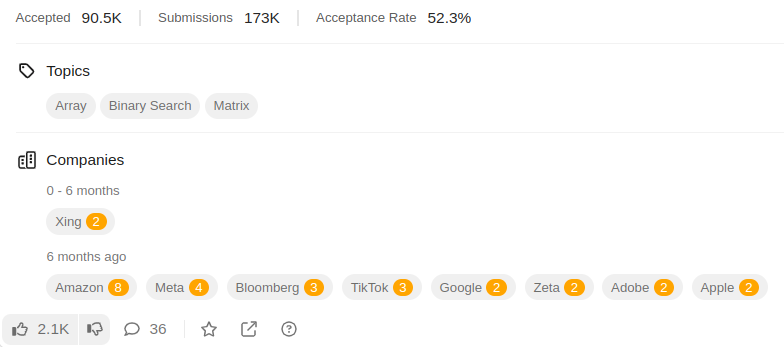 Accepted 90.5K Submissions 173K Acceptance Rate 52.3%
Topics
Array Binary Search Matrix
Companies
0 - 6 months
Xing 2
6 months ago
Amazon 8 Meta 4 Bloomberg 3 TikTok 3 Google 2 Zeta 2 Adobe 2 Apple 2
2.1K 36